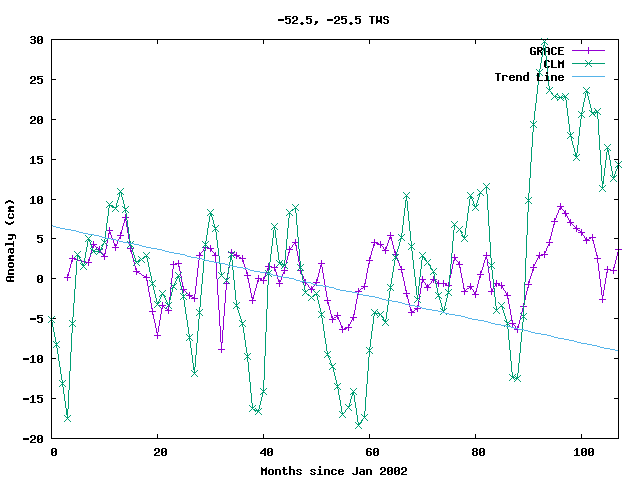 -52.5, -25.5 TWS
30
25
20
15
10
5
0
-5
-10
-15
-20
Anomaly (cm)
GRACE
CLM
Trend Line
0 20 40 60 80 100
Months since Jan 2002